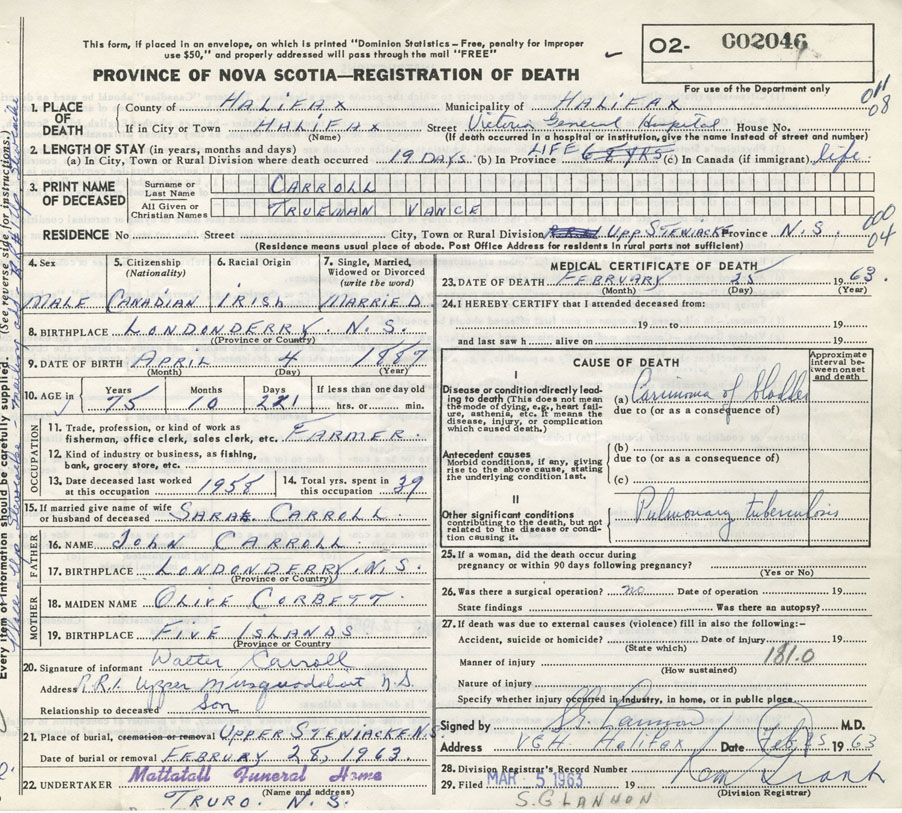 This form, if placed in an envelope, on which is printed "Dominion Statistics — Free, penalty for improper
use $50," and properly addressed will pass through the mail "FREE"
O2- C02046
For use of the Department only
PROVINCE OF NOVA SCOTIA—REGISTRATION OF DEATH
1. PLACE OF DEATH County of HALIFAX Municipality of HALIFAX
If in City or Town HALIFAX Street Victoria General Hospital House No.
(Name) (If death occurred in a hospital or institution, give the name instead of street and number)
2. LENGTH OF STAY (in years, months and days)
(a) In City, Town or Rural Division where death occurred 19 DAYS (b) In Province LIFE 68 YRS (c) In Canada (if immigrant) life
3. PRINT NAME OF DECEASED Surname or Last Name CARROLL
All Given or Christian Names TRUEMAN VANCE
RESIDENCE No Street City, Town or Rural Division Upp STEWIACKE Province N.S.
(Residence means usual place of abode. Post Office Address for residents in rural parts not sufficient)
011
08
000
04
4. Sex MALE
5. Citizenship (Nationality) CANADIAN
6. Racial Origin IRISH
7. Single, Married, Widowed or Divorced (write the word) MARRIED
8. BIRTHPLACE LONDONDERRY. N.S.
(Province or Country)
9. DATE OF BIRTH APRIL 4 1887
(Month) (Day) (Year)
10. AGE in Years 75 Months 10 Days 221 If less than one day old hrs. or min.
OCCUPATION
11. Trade, profession, or kind of work as fisherman, office clerk, sales clerk, etc. FARMER
12. Kind of industry or business, as fishing, bank, grocery store, etc.
13. Date deceased last worked at this occupation 1958 14. Total yrs. spent in this occupation 39
15. If married give name of wife or husband of deceased SARAH CARROLL
FATHER
16. NAME JOHN CARROLL
17. BIRTHPLACE LONDONDERRY. N.S.
(Province or Country)
MOTHER
18. MAIDEN NAME OLIVE CORBETT
19. BIRTHPLACE FIVE ISLANDS
(Province or Country
20. Signature of informant Walter Carroll
Address R.R.1. Upper Musquodoboit N.S.
Relationship to deceased Son
21. Place of burial, cremation or removal UPPER STEWIACKE N.S.
Date of burial or removal FEBRURY 28, 1963
22. UNDERTAKER Mattatall Funeral Home
(Name and address)
TRURO. N.S.
MEDICAL CERTIFICATE OF DEATH
23. DATE OF DEATH FEBRUARY 25 1963.
(Month) (Day) (Year)
24. I HEREBY CERTIFY that I attended deceased from:
19 to 19
and last saw h alive on 19
CAUSE OF DEATH
Approximate interval between onset and death
I
Disease or condition directly leading to death (This does not mean the mode of dying, e.g., heart failure, asthenia, etc. It means the disease, injury, or complication which caused death.)
(a) Carcinoma of bladder
due to (or as a consequence of)
Antecedent causes
Morbid conditions, if any, giving rise to the above cause, stating the underlying condition last.
(b)
due to (or as a consequence of)
(c)
II
Other significant conditions contributing to the death, but not related to the disease or condition causing it.
Pulmonary tuberculosis
25. If a woman, did the death occur during pregnancy or within 90 days following pregnancy?
(Yes or No)
26. Was there a surgical operation? no Date of operation 19
State findings Was there an autopsy?
27. If death was due to external causes (violence) fill in also the following:—
Accident, suicide or homicide? Date of injury 19
(State which)
181.0
Manner of injury
(How sustained)
Nature of injury
Specify whether injury occurred in industry, in home, or in public place
Signed by Cannon M.D.
Address VGH Halifax Date Feb 25 1963
28. Division Registrar's Record Number
29. Filed MAR 5 1963 19
(Division Registrar)
S. GLANNON
Every item of information should be carefully supplied. (See reverse side for instructions.)